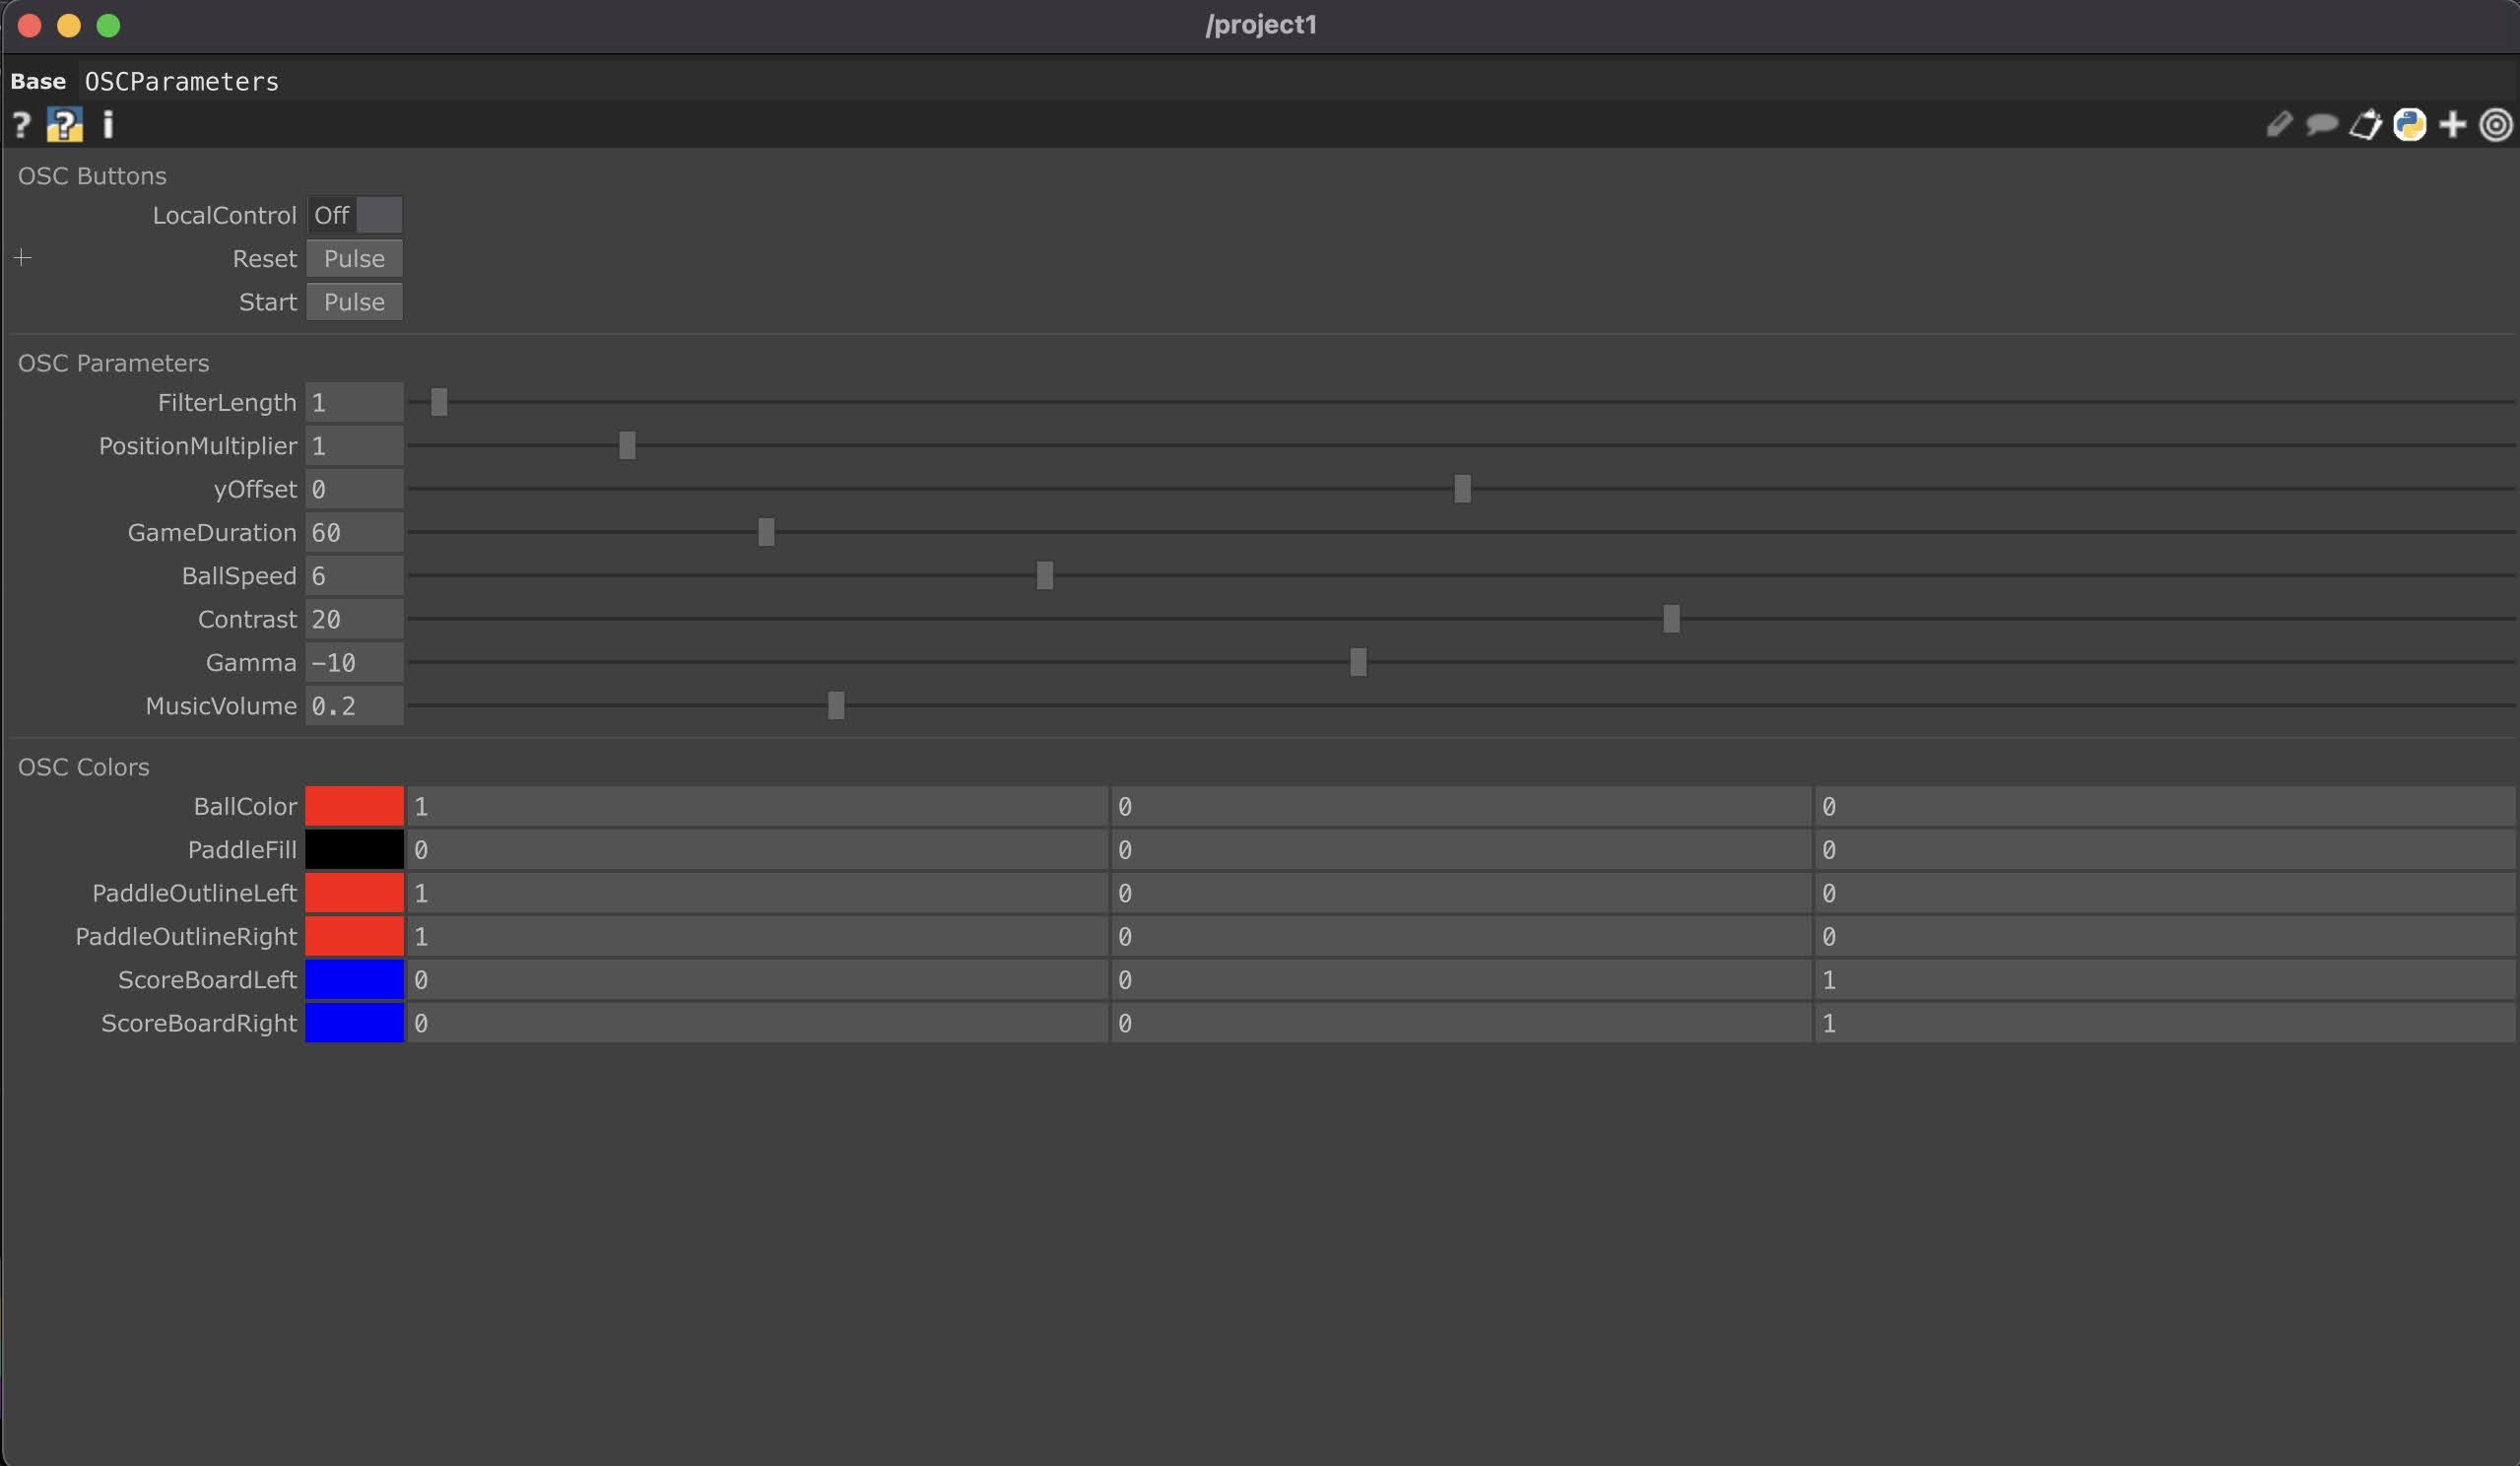 /project1
Base OSCParameters
? ? i
OSC Buttons
LocalControl Off
Reset Pulse
Start Pulse
OSC Parameters
FilterLength 1
PositionMultiplier 1
yOffset 0
GameDuration 60
BallSpeed 6
Contrast 20
Gamma -10
MusicVolume 0.2
OSC Colors
BallColor 1 0 0
PaddleFill 0 0 0
PaddleOutlineLeft 1 0 0
PaddleOutlineRight 1 0 0
ScoreBoardLeft 0 0 1
ScoreBoardRight 0 0 1